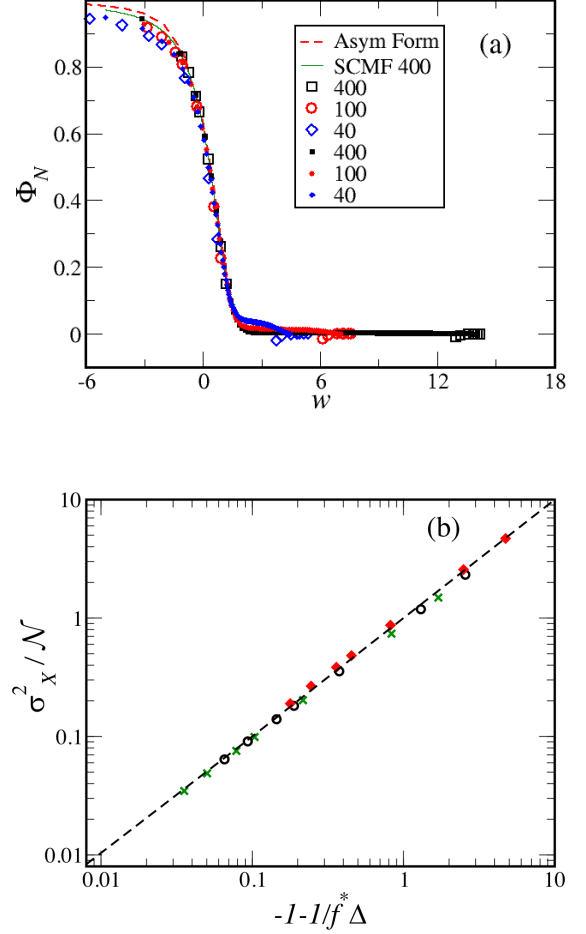 (a)
Asym Form
SCMF 400
400
100
40
400
100
40
Φ_N
0.8
0.6
0.4
0.2
0
-6 0 6 12 18
w
(b)
σ²_X / 𝒩
10
1
0.1
0.01
0.01 0.1 1 10
-1-1/f*Δ